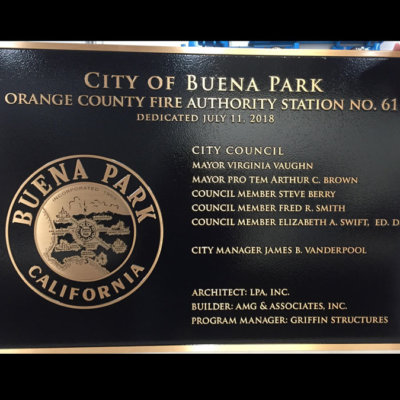 CITY OF BUENA PARK
ORANGE COUNTY FIRE AUTHORITY STATION NO. 61
DEDICATED JULY 11, 2018
CITY COUNCIL
MAYOR VIRGINIA VAUGHN
MAYOR PRO TEM ARTHUR C. BROWN
COUNCIL MEMBER STEVE BERRY
COUNCIL MEMBER FRED R. SMITH
COUNCIL MEMBER ELIZABETH A. SWIFT, ED. D
CITY MANAGER JAMES B. VANDERPOOL
ARCHITECT: LPA, INC.
BUILDER: AMG & ASSOCIATES, INC.
PROGRAM MANAGER: GRIFFIN STRUCTURES
BUENA PARK
INCORPORATED
CALIFORNIA